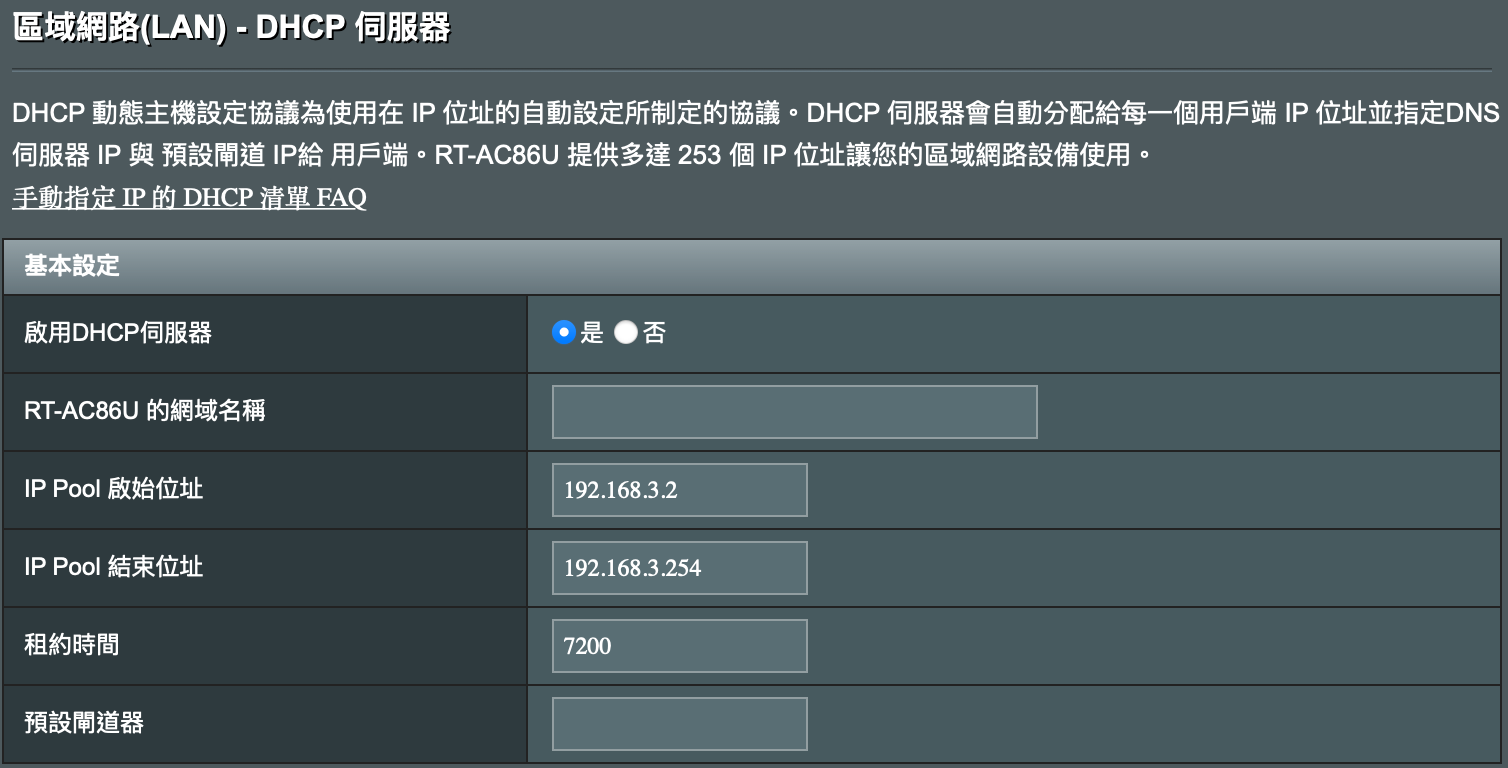 區域網路(LAN) - DHCP 伺服器
DHCP 動態主機設定協議為使用在 IP 位址的自動設定所制定的協議。DHCP 伺服器會自動分配給每一個用戶端 IP 位址並指定DNS
伺服器 IP 與 預設閘道 IP給 用戶端。RT-AC86U 提供多達 253 個 IP 位址讓您的區域網路設備使用。
手動指定 IP 的 DHCP 清單 FAQ
基本設定
啟用DHCP伺服器 是 否
RT-AC86U 的網域名稱
IP Pool 啟始位址 192.168.3.2
IP Pool 結束位址 192.168.3.254
租約時間 7200
預設閘道器